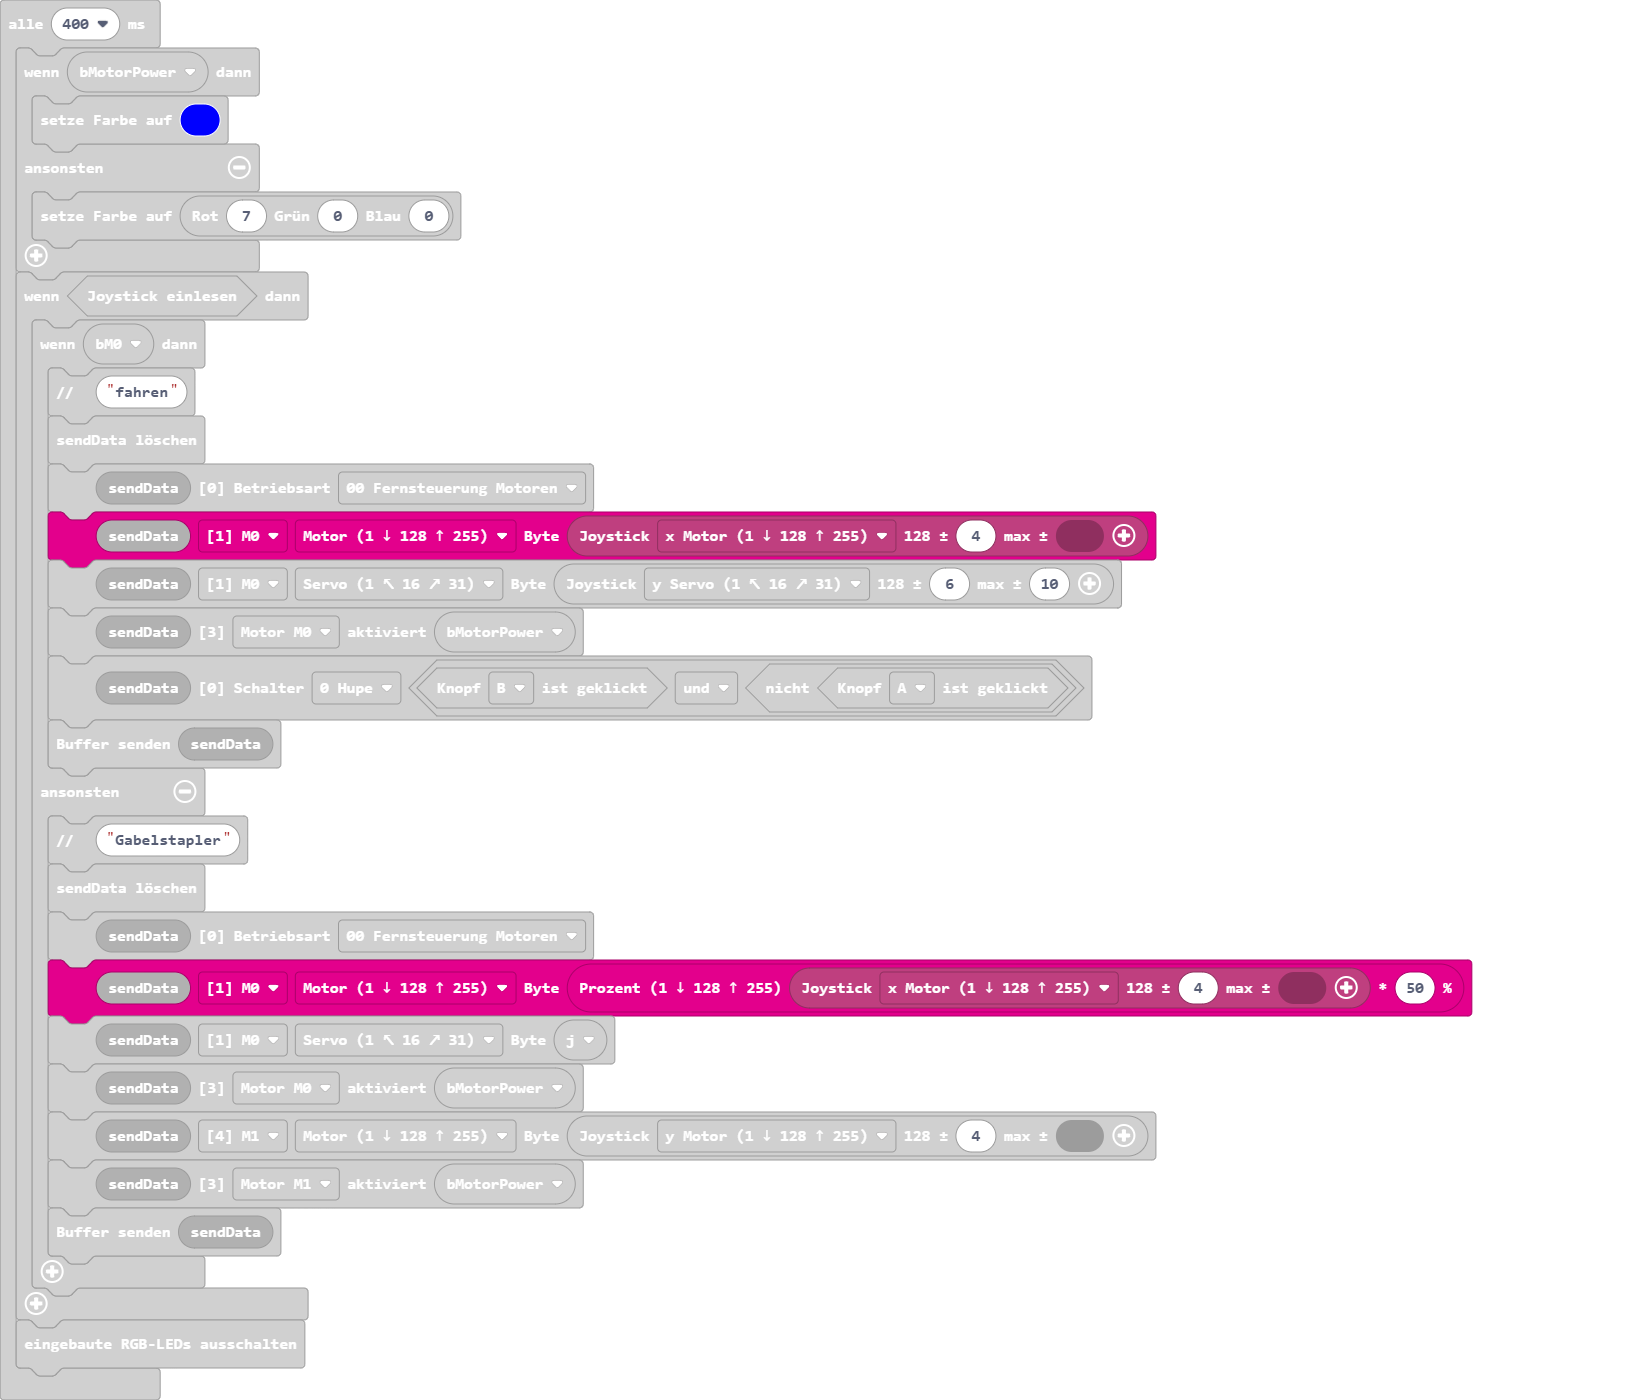 alle 400 ms
wenn bMotorPower dann
setze Farbe auf
ansonsten
setze Farbe auf Rot 7 Grün 0 Blau 0
wenn Joystick einlesen dann
wenn bM0 dann
// "fahren"
sendData löschen
sendData [0] Betriebsart 00 Fernsteuerung Motoren
sendData [1] M0 Motor (1 ↓ 128 ↑ 255) Byte Joystick x Motor (1 ↓ 128 ↑ 255) 128 ± 4 max ±
sendData [1] M0 Servo (1 ↖ 16 ↗ 31) Byte Joystick y Servo (1 ↖ 16 ↗ 31) 128 ± 6 max ± 10
sendData [3] Motor M0 aktiviert bMotorPower
sendData [0] Schalter 0 Hupe Knopf B ist geklickt und nicht Knopf A ist geklickt
Buffer senden sendData
ansonsten
// "Gabelstapler"
sendData löschen
sendData [0] Betriebsart 00 Fernsteuerung Motoren
sendData [1] M0 Motor (1 ↓ 128 ↑ 255) Byte Prozent (1 ↓ 128 ↑ 255) Joystick x Motor (1 ↓ 128 ↑ 255) 128 ± 4 max ± * 50 %
sendData [1] M0 Servo (1 ↖ 16 ↗ 31) Byte j
sendData [3] Motor M0 aktiviert bMotorPower
sendData [4] M1 Motor (1 ↓ 128 ↑ 255) Byte Joystick y Motor (1 ↓ 128 ↑ 255) 128 ± 4 max ±
sendData [3] Motor M1 aktiviert bMotorPower
Buffer senden sendData
eingebaute RGB-LEDs ausschalten